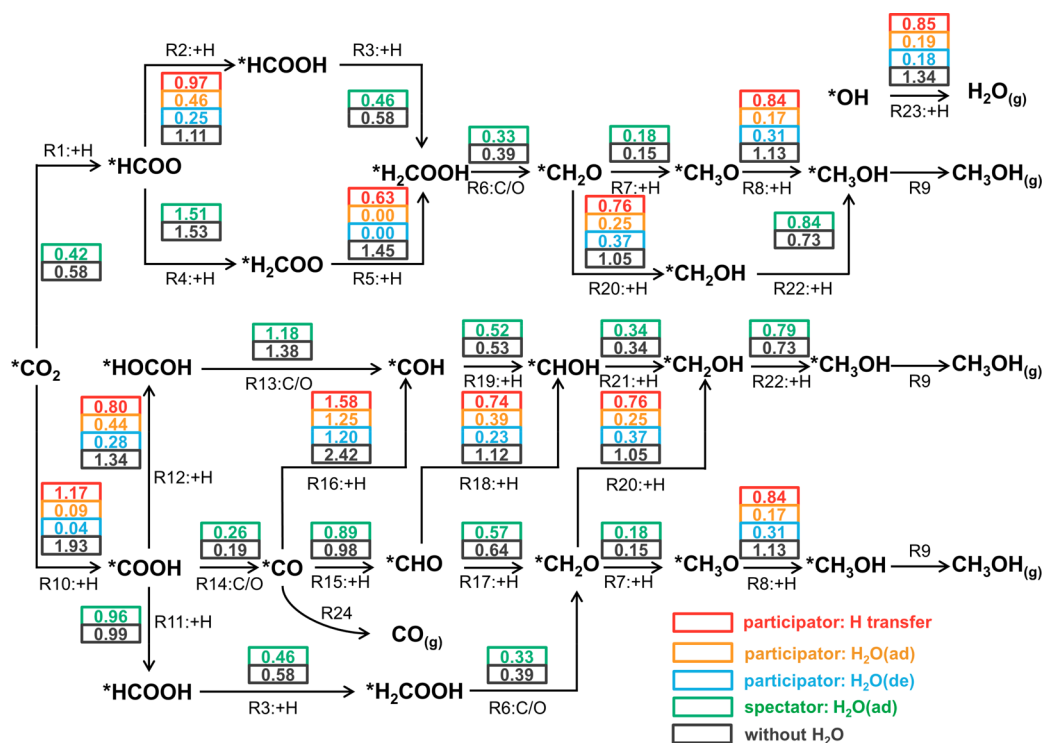 R2:+H
*HCOOH
R3:+H
0.97
0.46
0.25
1.11
0.46
0.58
0.85
0.19
0.18
1.34
*OH
R23:+H
H₂O(g)
R1:+H
*HCOO
*H₂COOH
0.33
0.39
R6:C/O
*CH₂O
0.18
0.15
R7:+H
*CH₃O
0.84
0.17
0.31
1.13
R8:+H
*CH₃OH
R9
CH₃OH(g)
1.51
1.53
R4:+H
*H₂COO
0.63
0.00
0.00
1.45
R5:+H
0.76
0.25
0.37
1.05
R20:+H
*CH₂OH
0.84
0.73
R22:+H
0.42
0.58
*CO₂
*HOCOH
1.18
1.38
R13:C/O
*COH
0.52
0.53
R19:+H
*CHOH
0.34
0.34
R21:+H
*CH₂OH
0.79
0.73
R22:+H
*CH₃OH
R9
CH₃OH(g)
0.80
0.44
0.28
1.34
R12:+H
1.58
1.25
1.20
2.42
R16:+H
0.74
0.39
0.23
1.12
R18:+H
0.76
0.25
0.37
1.05
R20:+H
1.17
0.09
0.04
1.93
R10:+H
*COOH
0.26
0.19
R14:C/O
*CO
0.89
0.98
R15:+H
*CHO
0.57
0.64
R17:+H
*CH₂O
0.18
0.15
R7:+H
*CH₃O
0.84
0.17
0.31
1.13
R8:+H
*CH₃OH
R9
CH₃OH(g)
0.96
0.99
R11:+H
R24
CO(g)
*HCOOH
0.46
0.58
R3:+H
*H₂COOH
0.33
0.39
R6:C/O
participator: H transfer
participator: H₂O(ad)
participator: H₂O(de)
spectator: H₂O(ad)
without H₂O